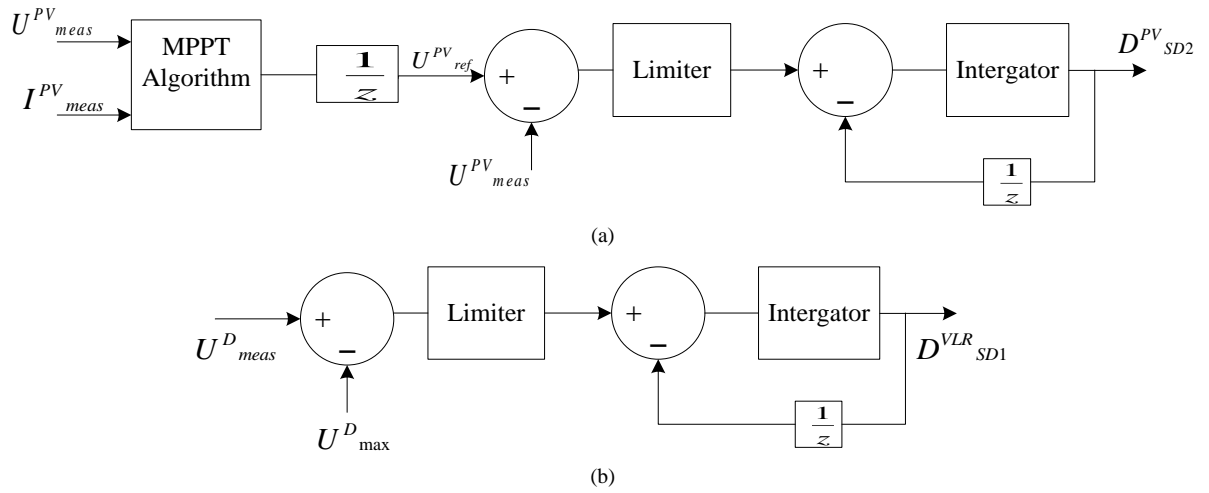 U^PV_meas
I^PV_meas
MPPT
Algorithm
1
z
U^PV_ref
+
−
U^PV_meas
Limiter
+
−
Intergator
D^PV_SD2
1
z
(a)
U^D_meas
+
−
U^D_max
Limiter
+
−
Intergator
D^VLR_SD1
1
z
(b)